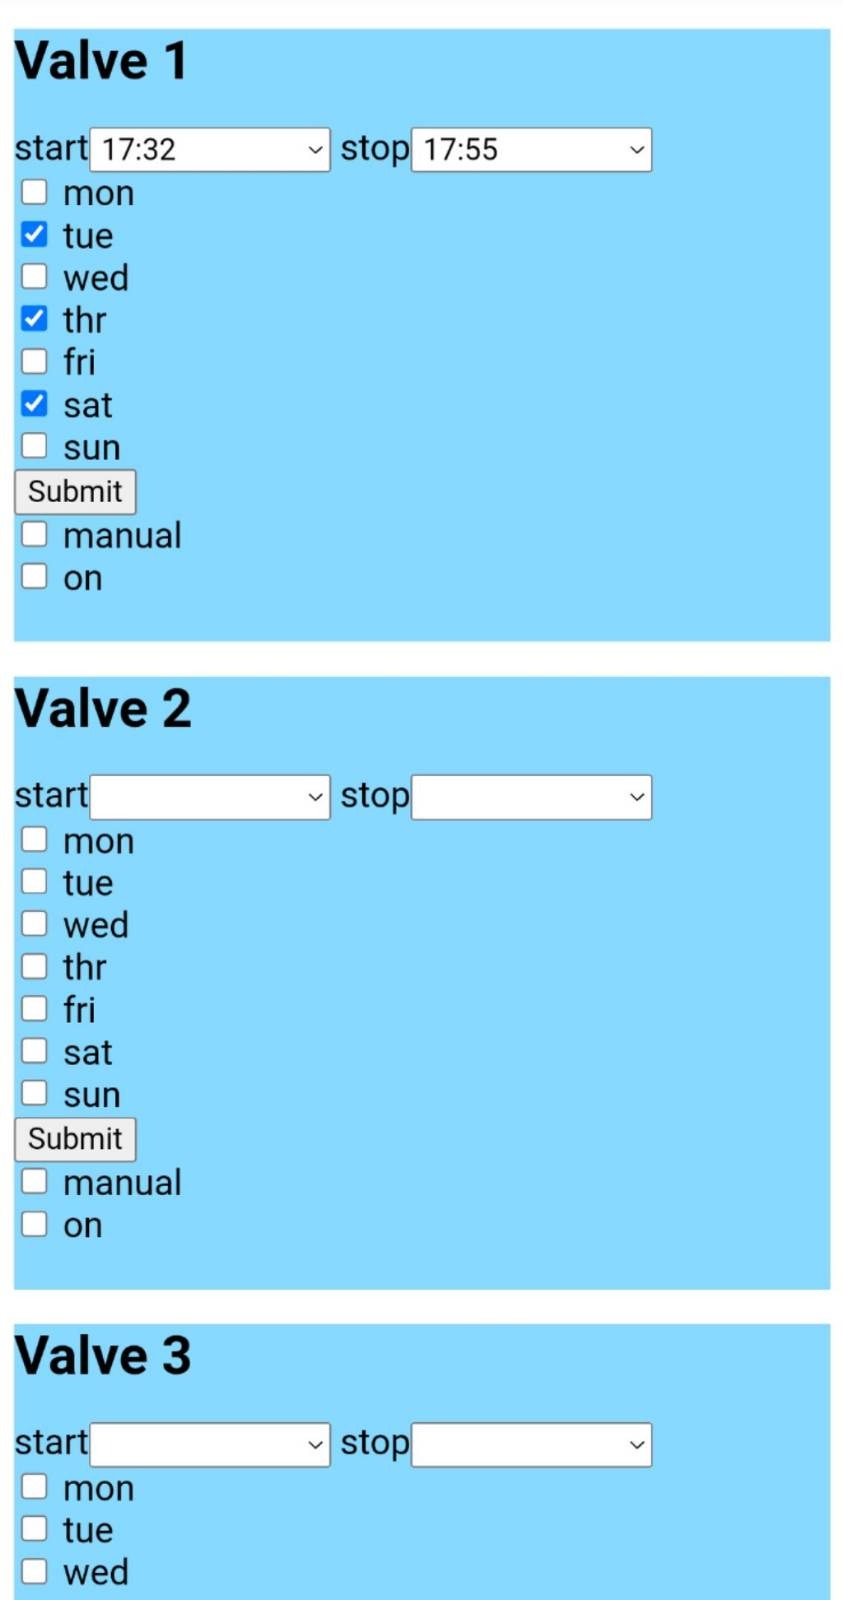 Valve 1
start 17:32 stop 17:55
mon
tue
wed
thr
fri
sat
sun
Submit
manual
on
Valve 2
start stop
mon
tue
wed
thr
fri
sat
sun
Submit
manual
on
Valve 3
start stop
mon
tue
wed